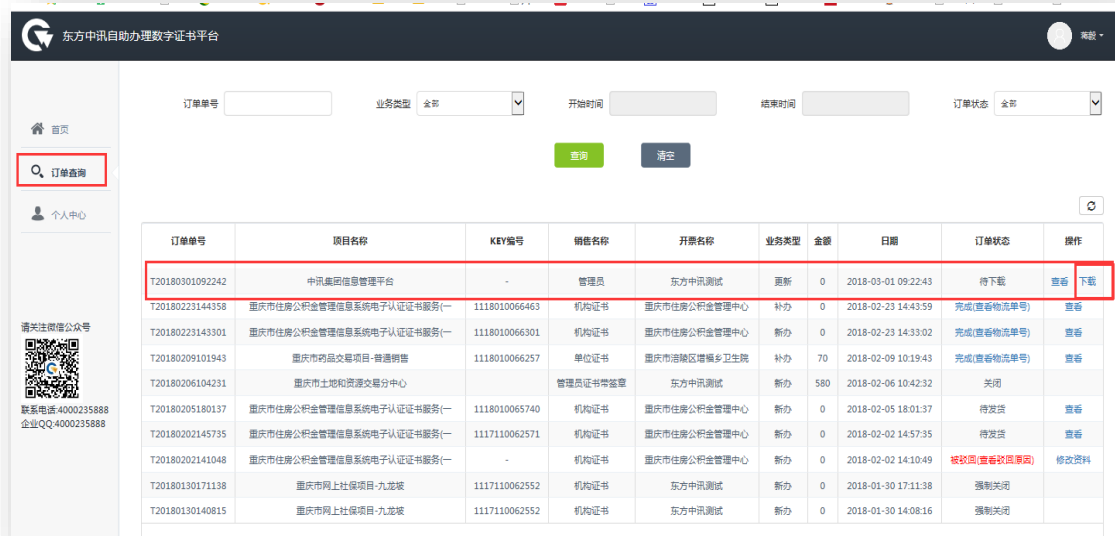 东方中讯自助办理数字证书平台
订单单号 业务类型 全部 开始时间 结束时间 订单状态 全部
首页
查询 清空
订单查询
个人中心
订单单号 项目名称 KEY编号 销售名称 开票名称 业务类型 金额 日期 订单状态 操作
T20180301092242 中讯集团信息管理平台 - 管理员 东方中讯测试 更新 0 2018-03-01 09:22:43 待下载 查看 下载
T20180223144358 重庆市住房公积金管理信息系统电子认证证书服务(一 1118010066463 机构证书 重庆市住房公积金管理中心 补办 0 2018-02-23 14:43:59 完成(查看物流单号) 查看
T20180223143301 重庆市住房公积金管理信息系统电子认证证书服务(一 1118010066301 机构证书 重庆市住房公积金管理中心 新办 0 2018-02-23 14:33:02 完成(查看物流单号) 查看
T20180209101943 重庆市药品交易项目-普通销售 1118010066257 单位证书 重庆市涪陵区增福乡卫生院 补办 70 2018-02-09 10:19:43 完成(查看物流单号) 查看
T20180206104231 重庆市土地和资源交易分中心 管理员证书带签章 东方中讯测试 新办 580 2018-02-06 10:42:32 关闭
T20180205180137 重庆市住房公积金管理信息系统电子认证证书服务(一 1118010065740 机构证书 重庆市住房公积金管理中心 新办 0 2018-02-05 18:01:37 待发货 查看
T20180202145735 重庆市住房公积金管理信息系统电子认证证书服务(一 1117110062571 机构证书 重庆市住房公积金管理中心 新办 0 2018-02-02 14:57:35 待发货 查看
T20180202141048 重庆市住房公积金管理信息系统电子认证证书服务(一 - 机构证书 重庆市住房公积金管理中心 新办 0 2018-02-02 14:10:49 被驳回(查看驳回原因) 修改资料
T20180130171138 重庆市网上社保项目-九龙坡 1117110062552 机构证书 东方中讯测试 新办 0 2018-01-30 17:11:38 强制关闭
T20180130140815 重庆市网上社保项目-九龙坡 1117110062552 机构证书 东方中讯测试 新办 0 2018-01-30 14:08:16 强制关闭
请关注微信公众号
联系电话:4000235888
企业QQ:4000235888